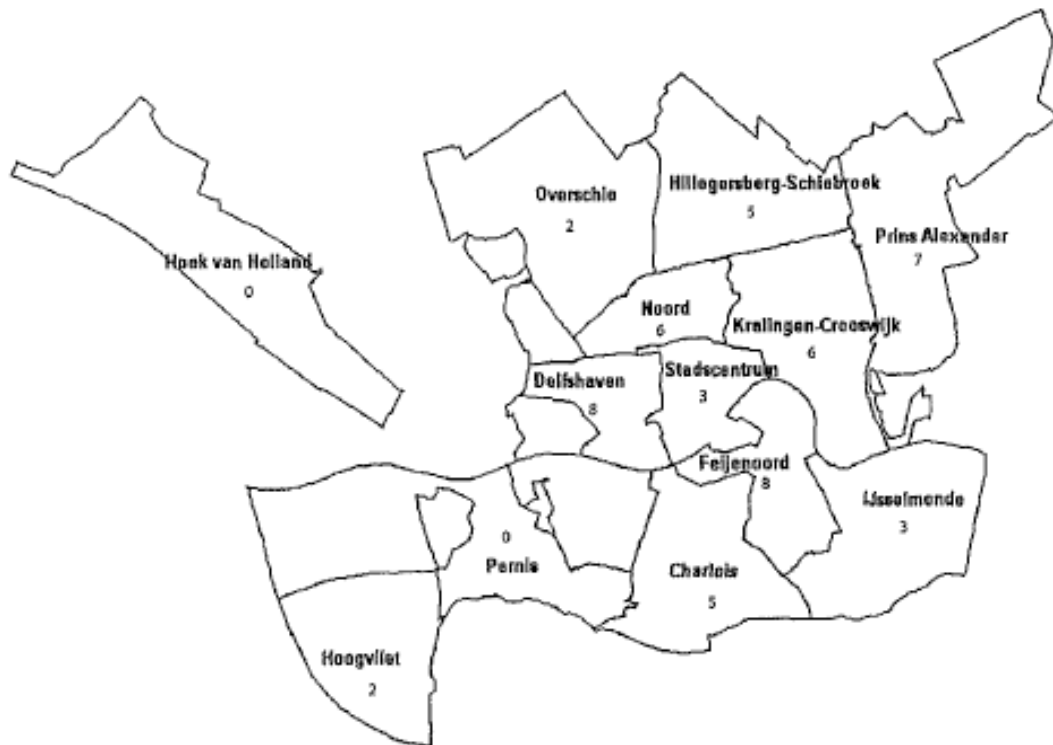 Overschie
2
Hillegersberg-Schiebroek
5
Prins Alexander
7
Hoek van Holland
0
Noord
6
Kralingen-Crooswijk
6
Delfshaven
8
Stadscentrum
3
Feijenoord
8
IJsselmonde
3
0
Pernis
Charlois
5
Hoogvliet
2